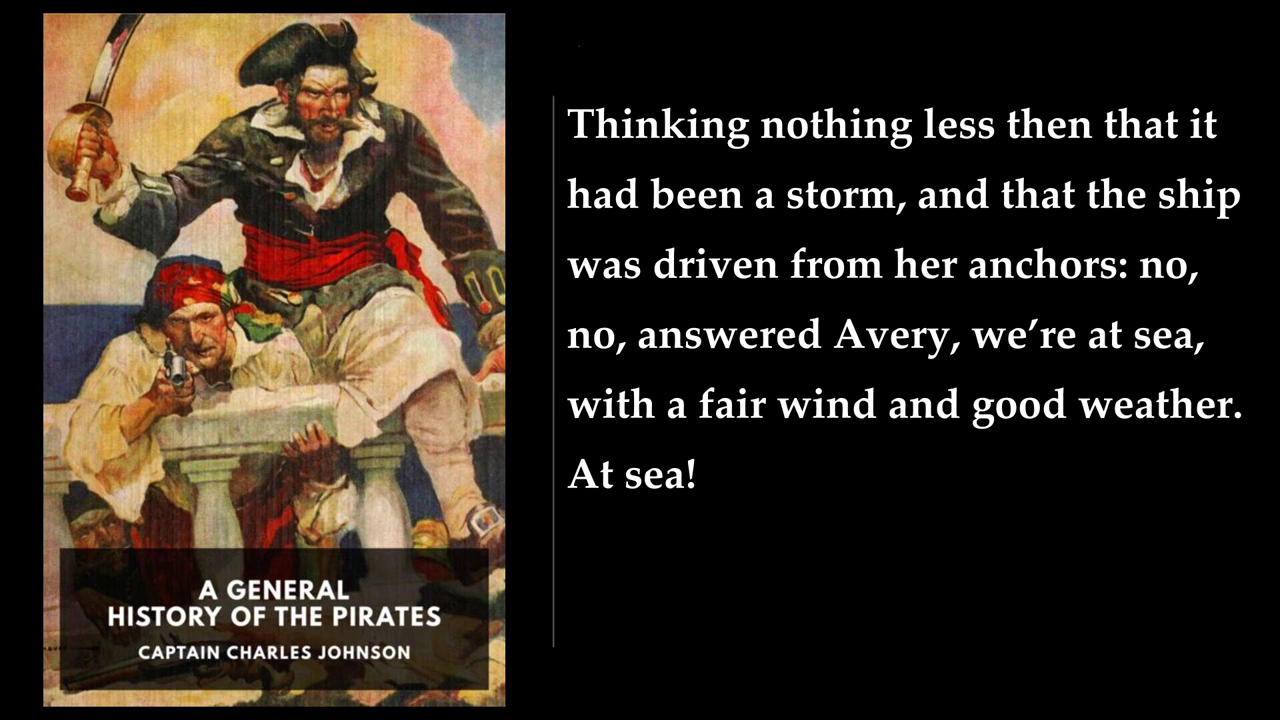 A GENERAL
HISTORY OF THE PIRATES
CAPTAIN CHARLES JOHNSON
Thinking nothing less then that it
had been a storm, and that the ship
was driven from her anchors: no,
no, answered Avery, we’re at sea,
with a fair wind and good weather.
At sea!